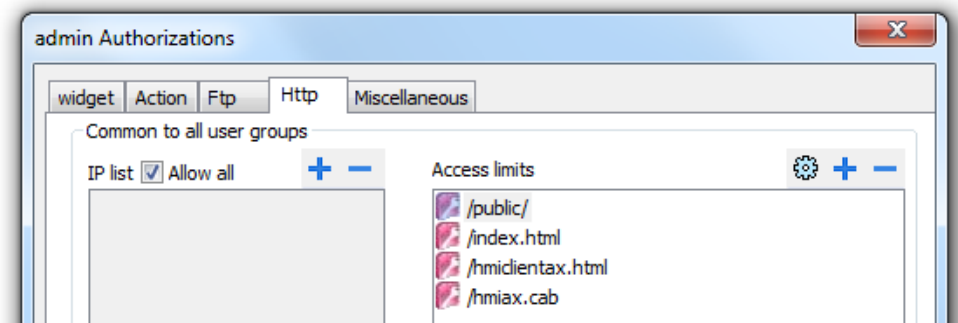 admin Authorizations
widget Action Ftp Http Miscellaneous
Common to all user groups
IP list Allow all
Access limits
/public/
/index.html
/hmiclientax.html
/hmiax.cab